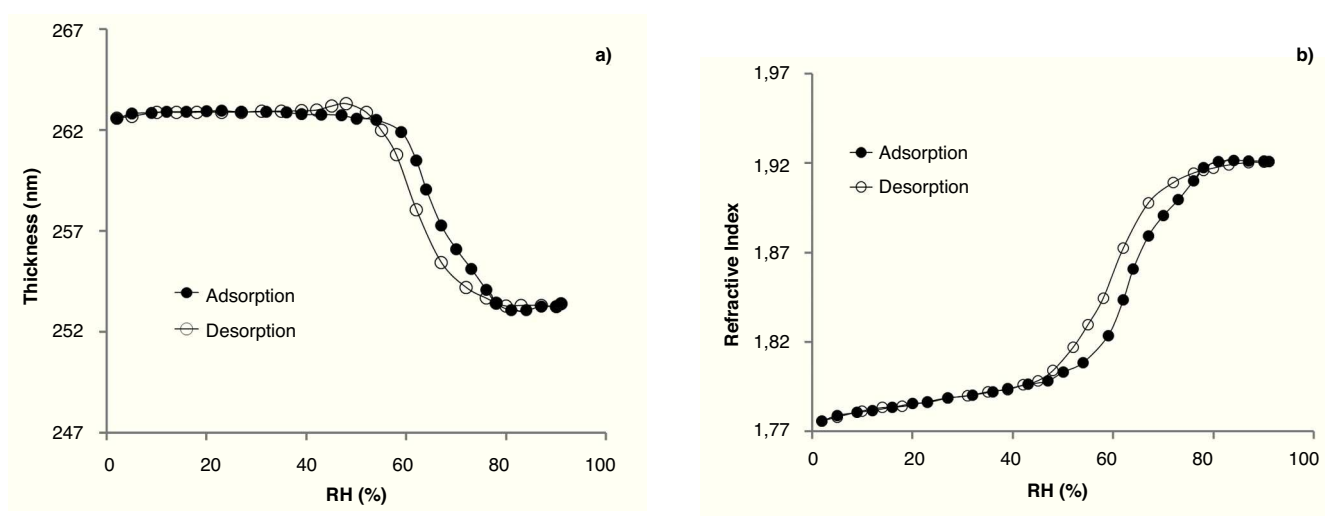 a)
267
262
257
252
247
Thickness (nm)
Adsorption
Desorption
0 20 40 60 80 100
RH (%)
b)
1,97
1,92
1,87
1,82
1,77
Refractive Index
Adsorption
Desorption
0 20 40 60 80 100
RH (%)